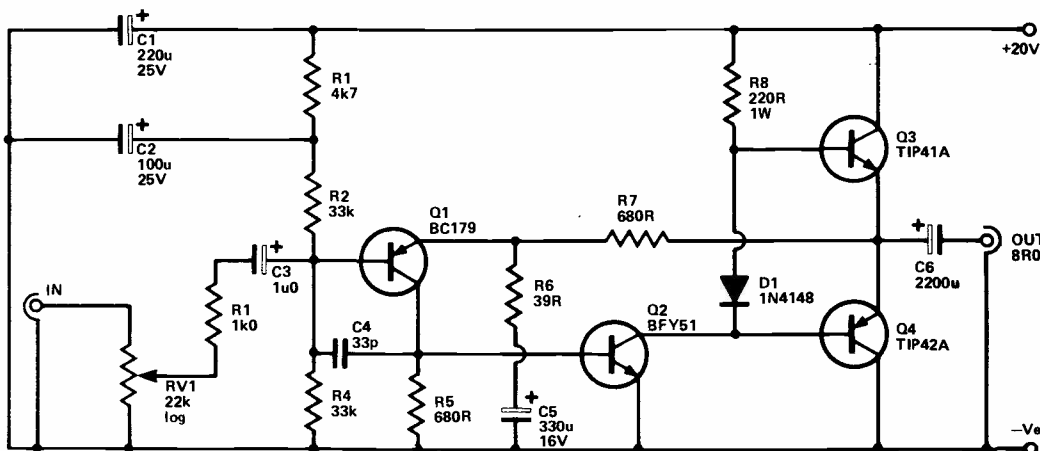 +
C1
220u
25V
+20V
R1
4k7
R8
220R
1W
+
C2
100u
25V
Q3
TIP41A
R2
33k
Q1
BC179
R7
680R
+
C3
1u0
+
C6
2200u
OUT
8R0
IN
R1
1k0
R6
39R
D1
1N4148
Q2
BFY51
C4
33p
Q4
TIP42A
RV1
22k
log
R4
33k
R5
680R
+
C5
330u
16V
–Ve